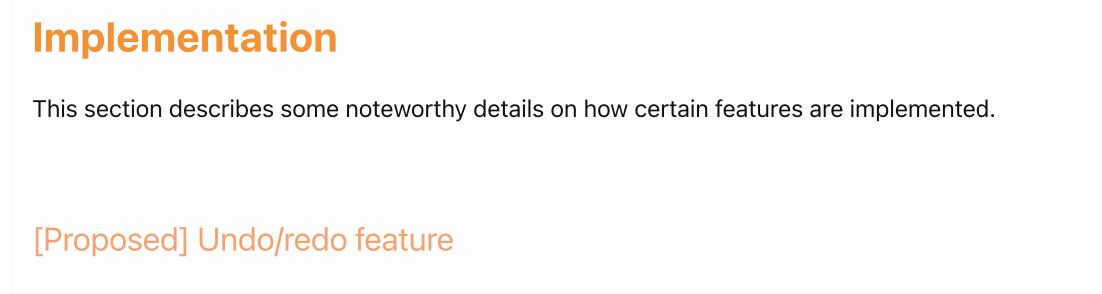 Implementation
This section describes some noteworthy details on how certain features are implemented.
[Proposed] Undo/redo feature